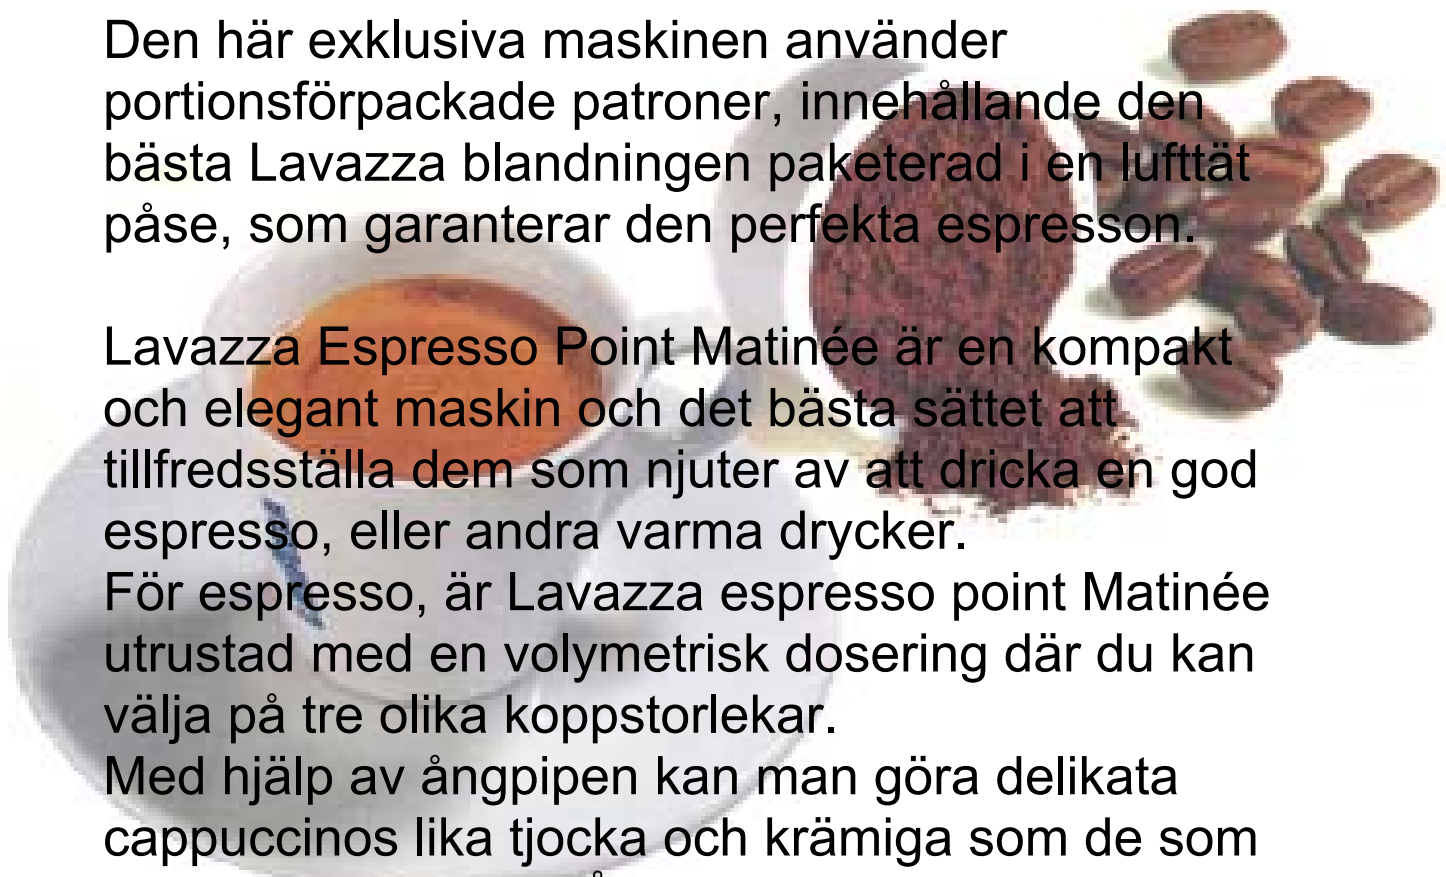 Den här exklusiva maskinen använder
portionsförpackade patroner, innehållande den
bästa Lavazza blandningen paketerad i en lufttät
påse, som garanterar den perfekta espresson.
Lavazza Espresso Point Matinée är en kompakt
och elegant maskin och det bästa sättet att
tillfredsställa dem som njuter av att dricka en god
espresso, eller andra varma drycker.
För espresso, är Lavazza espresso point Matinée
utrustad med en volymetrisk dosering där du kan
välja på tre olika koppstorlekar.
Med hjälp av ångpipen kan man göra delikata
cappuccinos lika tjocka och krämiga som de som